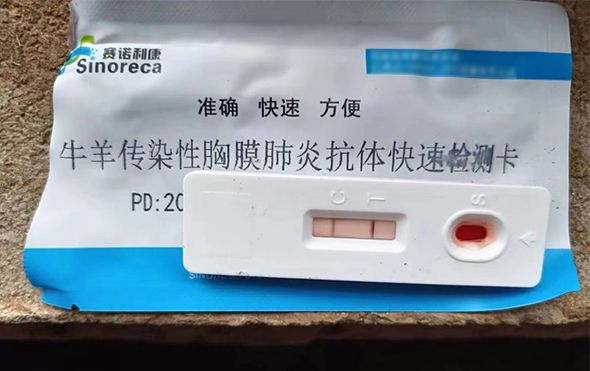 赛诺利康
Sinoreca
准确 快速 方便
牛羊传染性胸膜肺炎抗体快速检测卡
PD:20
C T S
SINORECA